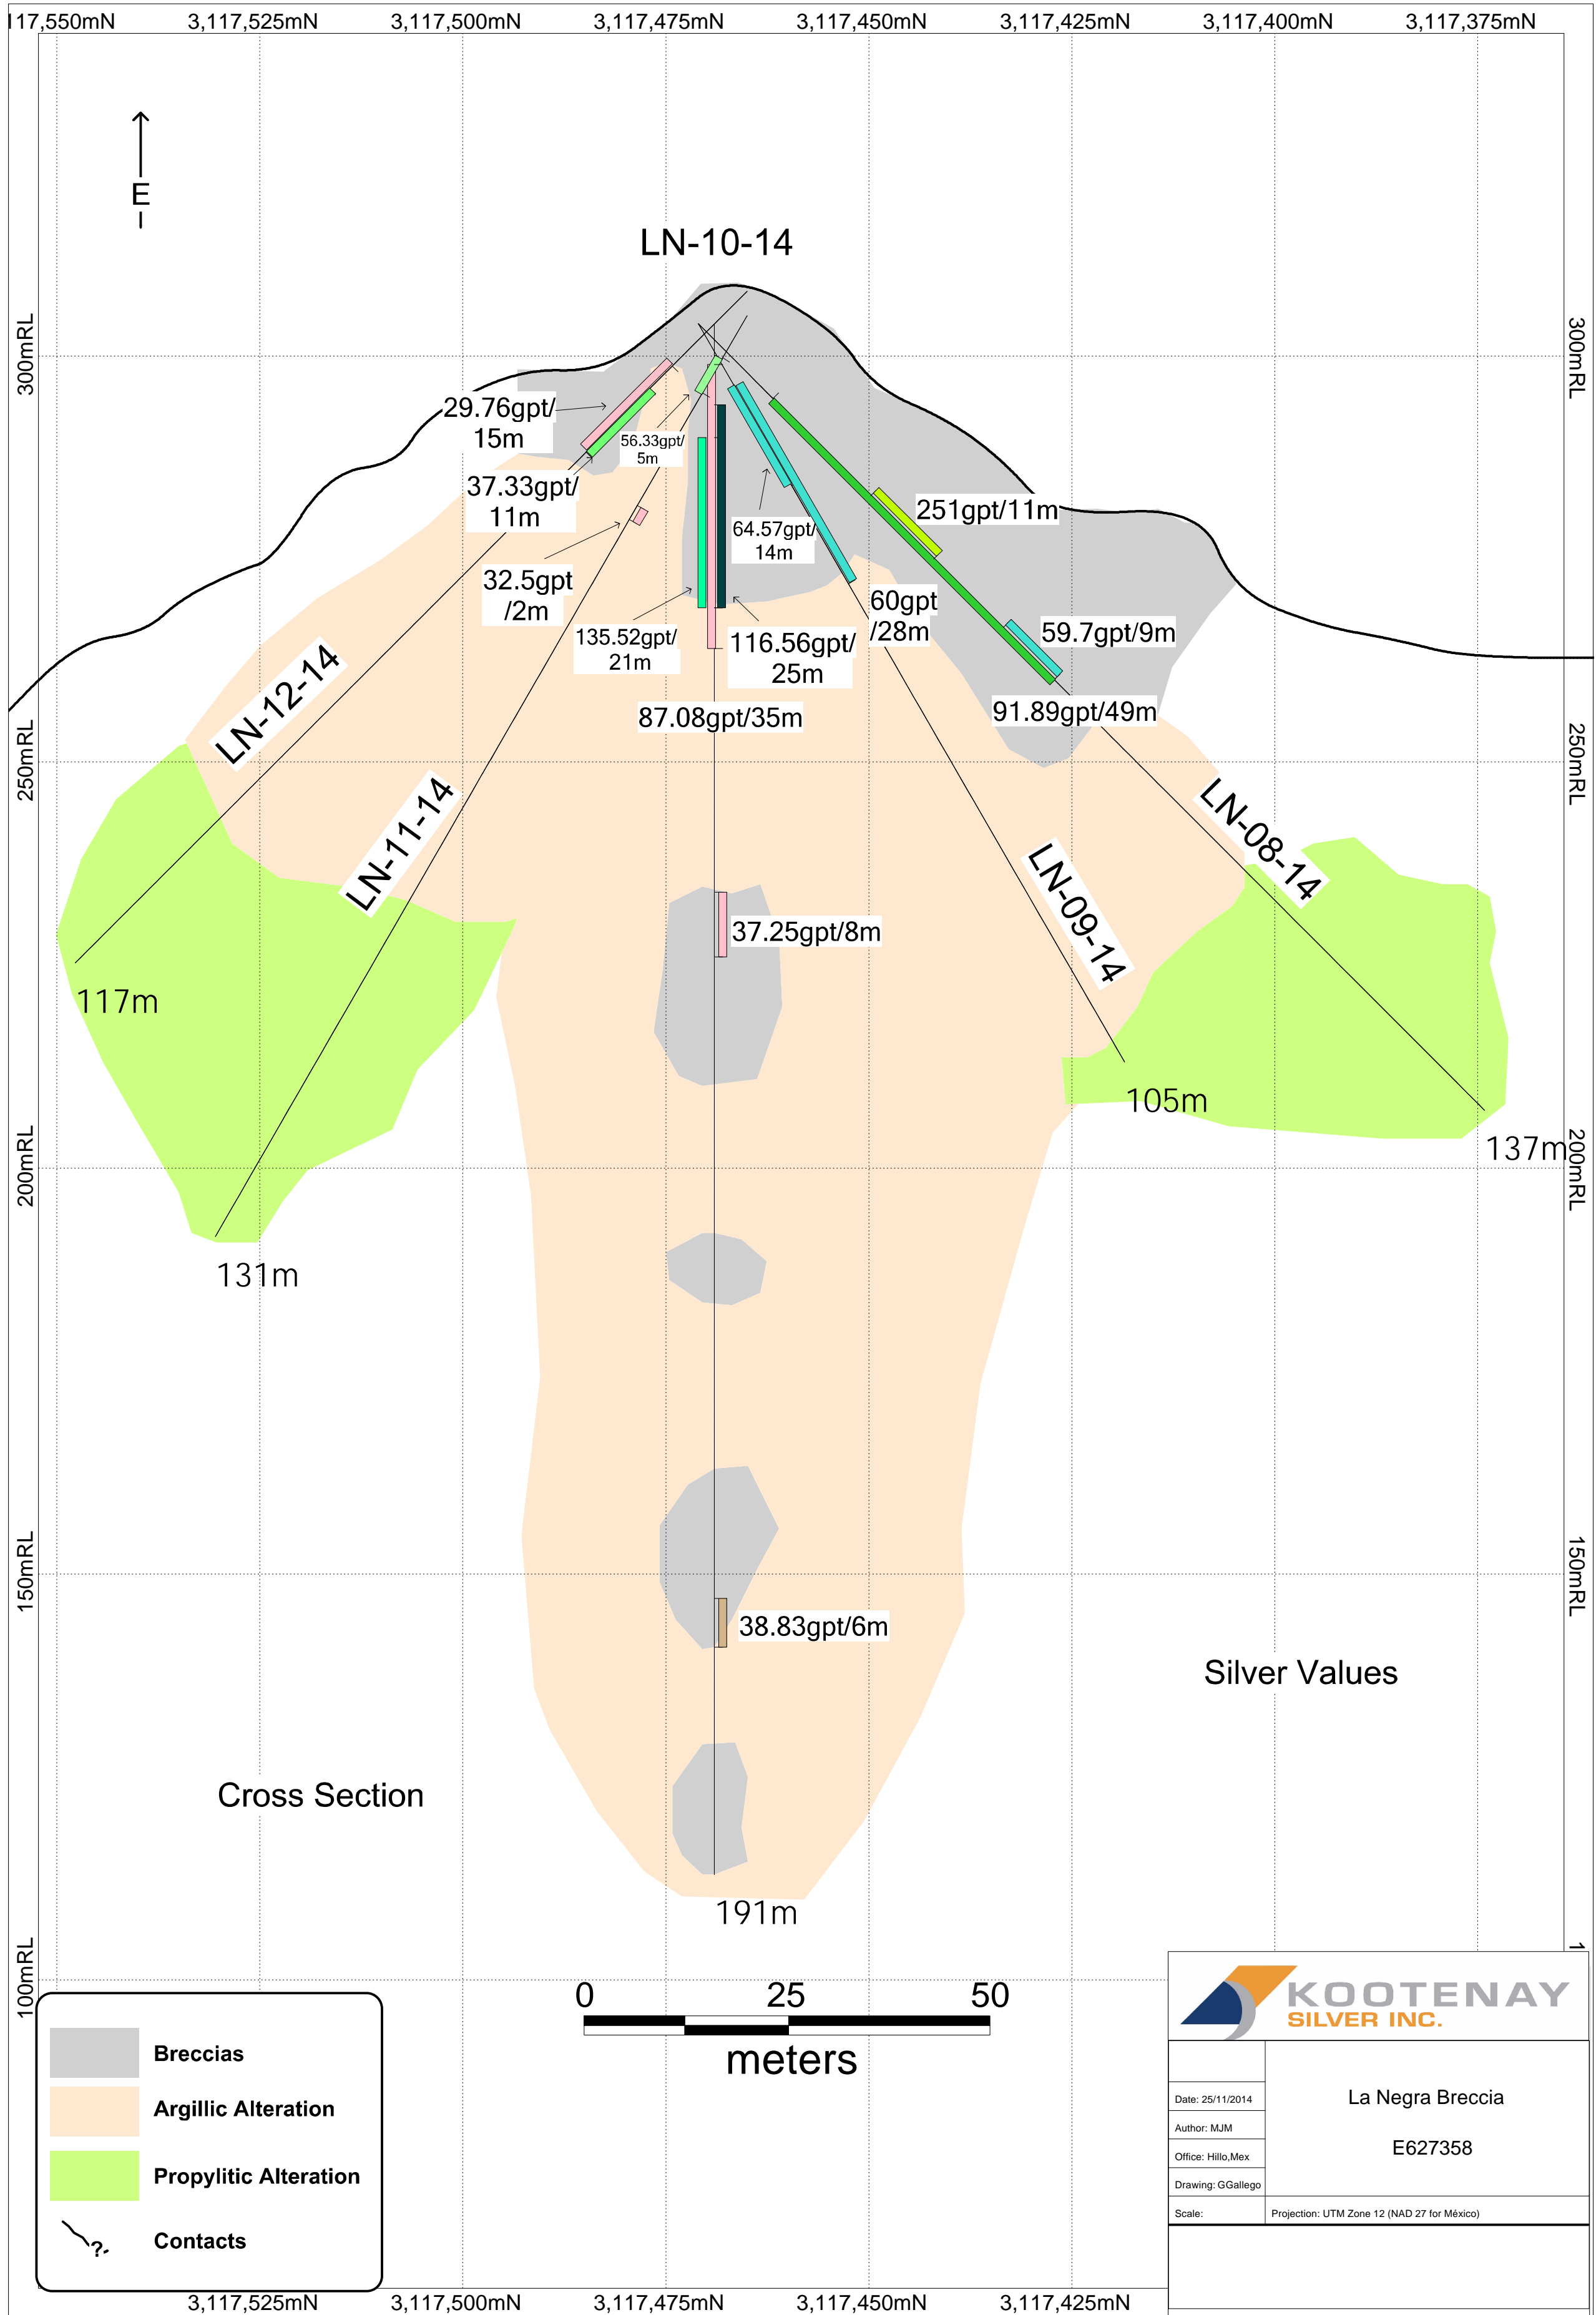 117,550mN 3,117,525mN 3,117,500mN 3,117,475mN 3,117,450mN 3,117,425mN 3,117,400mN 3,117,375mN
E
LN-10-14
300mRL
300mRL
29.76gpt/
15m
56.33gpt/
5m
37.33gpt/
11m
32.5gpt
/2m
135.52gpt/
21m
116.56gpt/
25m
87.08gpt/35m
64.57gpt/
14m
60gpt
/28m
251gpt/11m
59.7gpt/9m
91.89gpt/49m
LN-12-14
LN-11-14
LN-09-14
LN-08-14
250mRL
250mRL
37.25gpt/8m
117m
105m
137m
200mRL
200mRL
131m
150mRL
150mRL
38.83gpt/6m
Silver Values
Cross Section
191m
100mRL
1
0 25 50
meters
Breccias
Argillic Alteration
Propylitic Alteration
?
Contacts
KOOTENAY
SILVER INC.
La Negra Breccia
E627358
Date: 25/11/2014
Author: MJM
Office: Hillo,Mex
Drawing: GGallego
Scale:
Projection: UTM Zone 12 (NAD 27 for México)
3,117,525mN 3,117,500mN 3,117,475mN 3,117,450mN 3,117,425mN